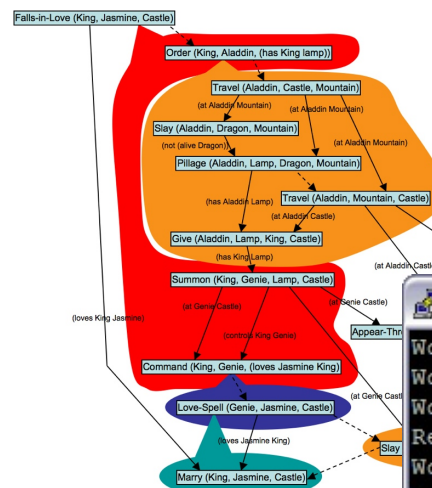 Falls-in-Love (King, Jasmine, Castle)
Order (King, Aladdin, (has King lamp))
Travel (Aladdin, Castle, Mountain)
(at Aladdin Mountain)
(at Aladdin Mountain)
Slay (Aladdin, Dragon, Mountain)
(not (alive Dragon))
(at Aladdin Mountain)
Pillage (Aladdin, Lamp, Dragon, Mountain)
Travel (Aladdin, Mountain, Castle)
(has Aladdin Lamp)
(at Aladdin Castle)
Give (Aladdin, Lamp, King, Castle)
(has King Lamp)
(at Aladdin Castle)
Summon (King, Genie, Lamp, Castle)
(at Genie Castle)
(at Genie Castle)
(loves King Jasmine)
(controls King Genie)
Appear-Thr
Command (King, Genie, (loves Jasmine King)
(at Genie Castle)
Love-Spell (Genie, Jasmine, Castle)
(loves Jasmine King)
Slay
Marry (King, Jasmine, Castle)
Wo
Wo
Wo
Re
Wo